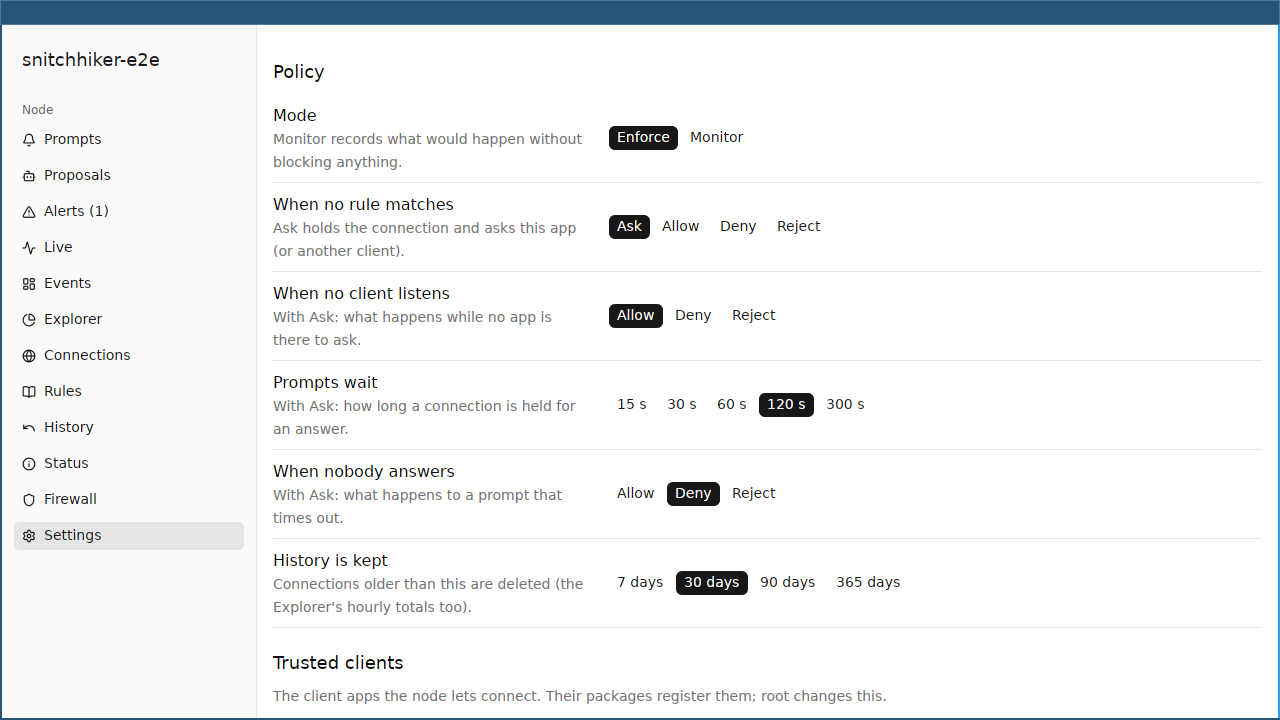 snitchhiker-e2e
Node
Prompts
Proposals
Alerts (1)
Live
Events
Explorer
Connections
Rules
History
Status
Firewall
Settings
Policy
Mode
Monitor records what would happen without
blocking anything.
Enforce Monitor
When no rule matches
Ask holds the connection and asks this app
(or another client).
Ask Allow Deny Reject
When no client listens
With Ask: what happens while no app is
there to ask.
Allow Deny Reject
Prompts wait
With Ask: how long a connection is held for
an answer.
15 s 30 s 60 s 120 s 300 s
When nobody answers
With Ask: what happens to a prompt that
times out.
Allow Deny Reject
History is kept
Connections older than this are deleted (the
Explorer's hourly totals too).
7 days 30 days 90 days 365 days
Trusted clients
The client apps the node lets connect. Their packages register them; root changes this.